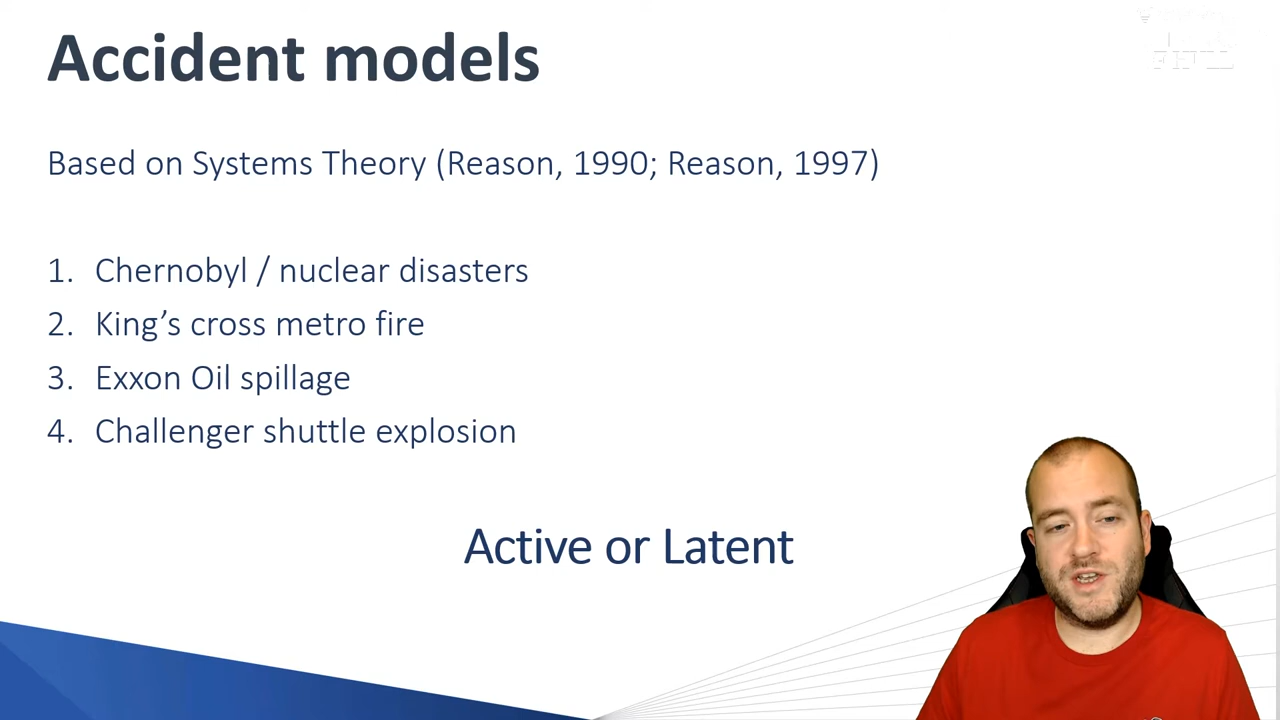 Accident models
Based on Systems Theory (Reason, 1990; Reason, 1997)
1. Chernobyl / nuclear disasters
2. King’s cross metro fire
3. Exxon Oil spillage
4. Challenger shuttle explosion
Active or Latent